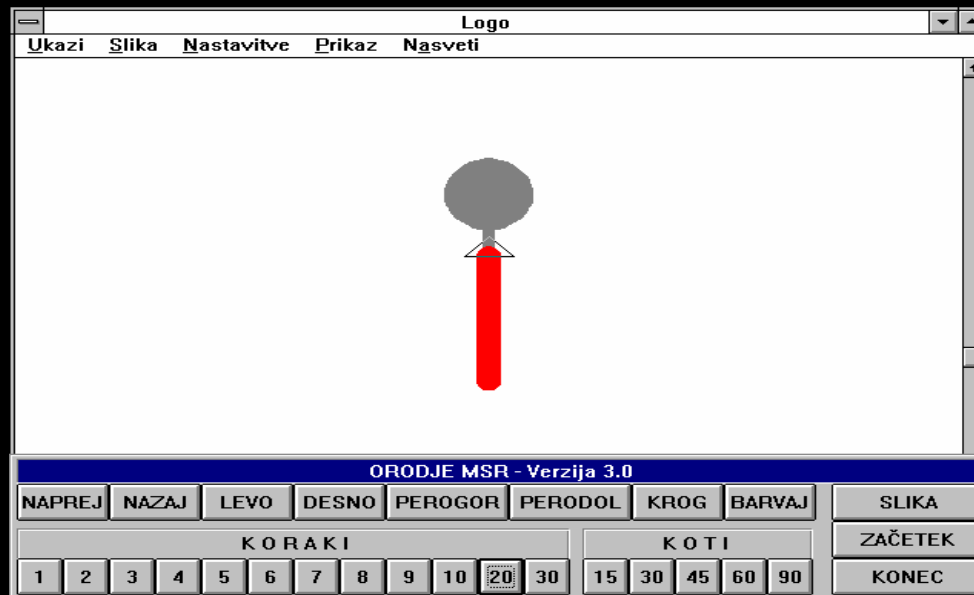 Logo
Ukazi Slika Nastavitve Prikaz Nasveti
ORODJE MSR - Verzija 3.0
NAPREJ NAZAJ LEVO DESNO PEROGOR PERODOL KROG BARVAJ SLIKA
KORAKI KOTI ZAČETEK
1 2 3 4 5 6 7 8 9 10 20 30 15 30 45 60 90 KONEC